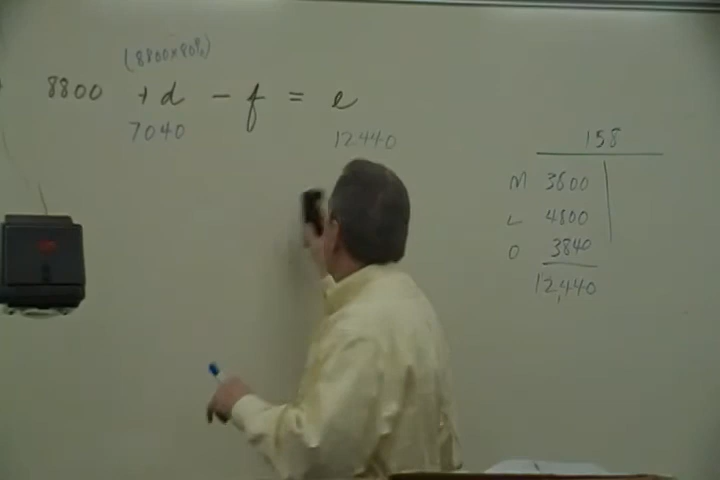 (8800×80%)
8800 + d - f = e
7040 12440
158
M 3800
L 4800
O 3840
12,440